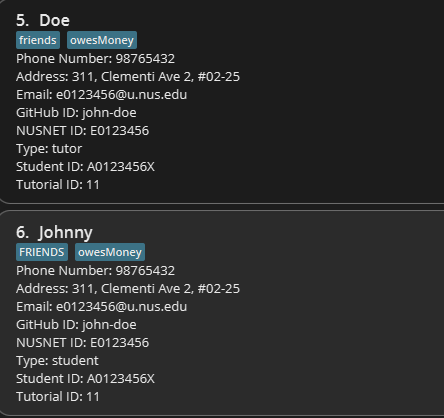 5. Doe
friends owesMoney
Phone Number: 98765432
Address: 311, Clementi Ave 2, #02-25
Email: e0123456@u.nus.edu
GitHub ID: john-doe
NUSNET ID: E0123456
Type: tutor
Student ID: A0123456X
Tutorial ID: 11
6. Johnny
FRIENDS owesMoney
Phone Number: 98765432
Address: 311, Clementi Ave 2, #02-25
Email: e0123456@u.nus.edu
GitHub ID: john-doe
NUSNET ID: E0123456
Type: student
Student ID: A0123456X
Tutorial ID: 11